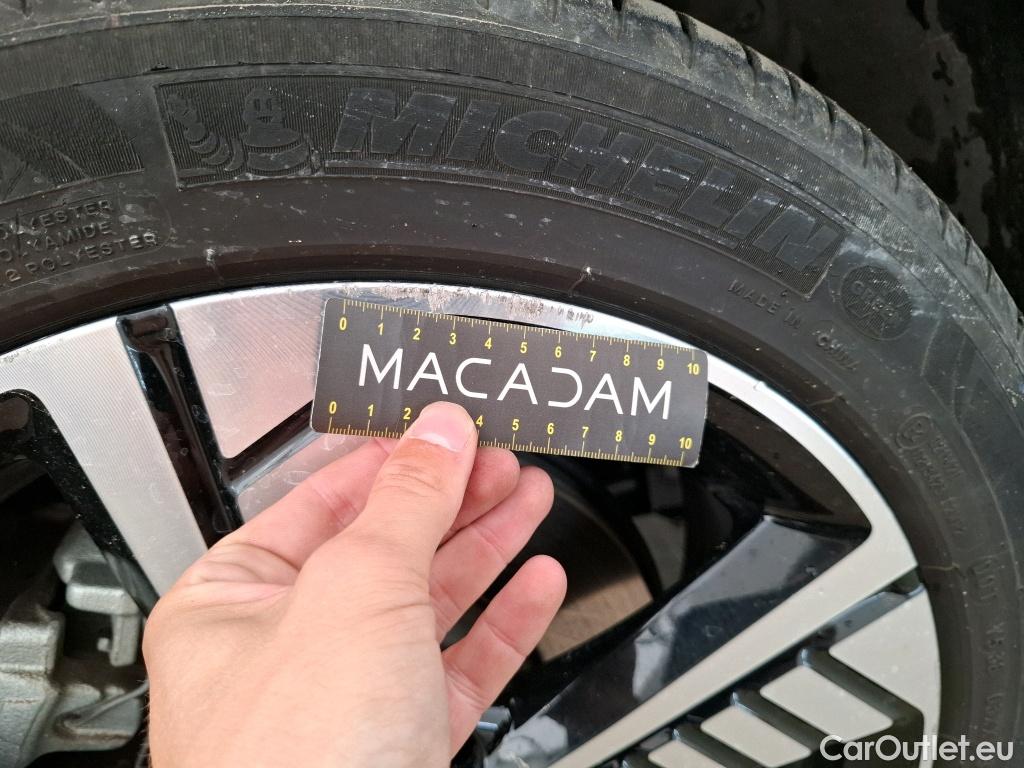 MICHELIN
POLYESTER
POLYAMIDE
2 POLYESTER
MADE IN CHINA
0 1 2 3 4 5 6 7 8 9 10
MACADAM
0 1 2 4 5 6 7 8 9 10
CarOutlet.eu